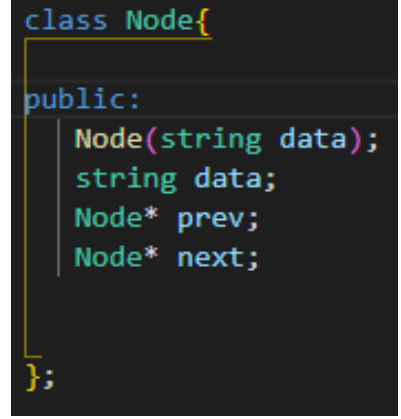 class Node{
public:
Node(string data);
string data;
Node* prev;
Node* next;
};